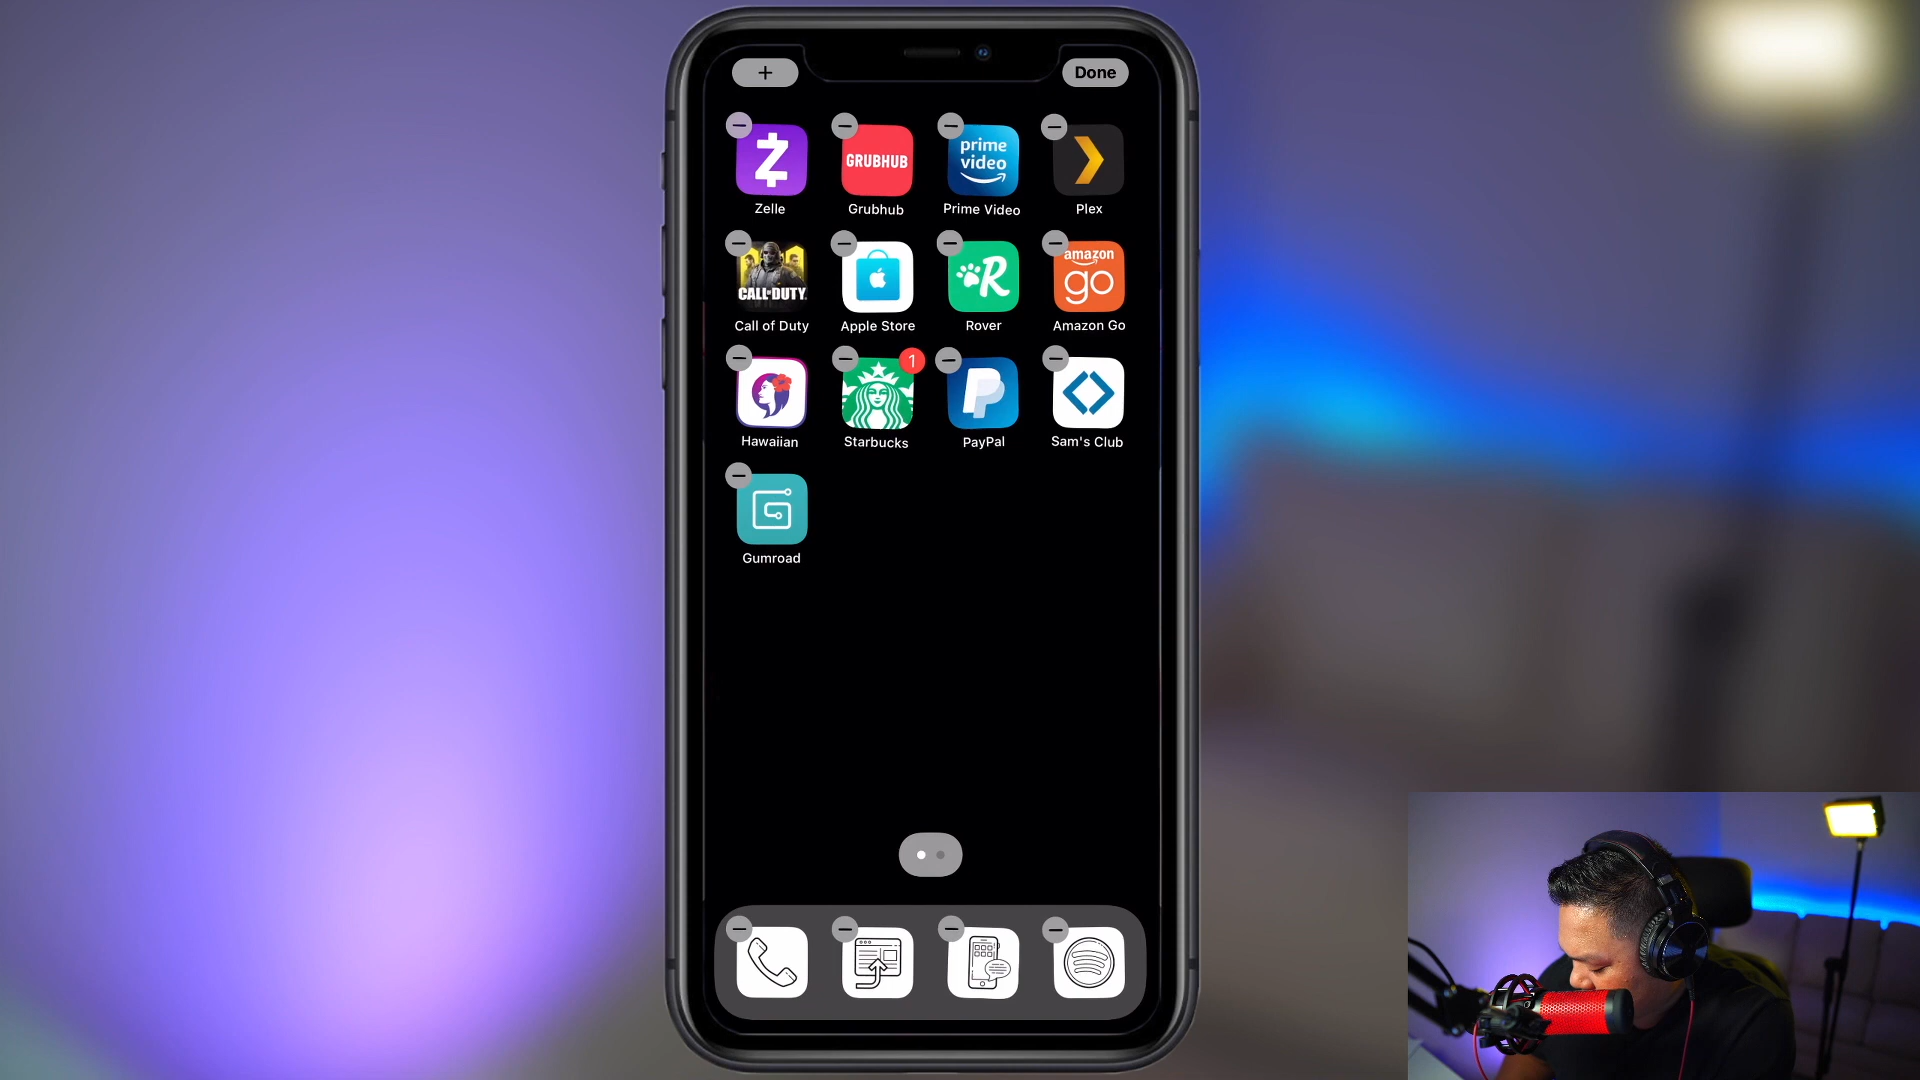 +
Done
GRUBHUB
prime
video
Zelle
Grubhub
Prime Video
Plex
CALL OF DUTY
R
amazon
go
Call of Duty
Apple Store
Rover
Amazon Go
1
Hawaiian
Starbucks
PayPal
Sam's Club
Gumroad